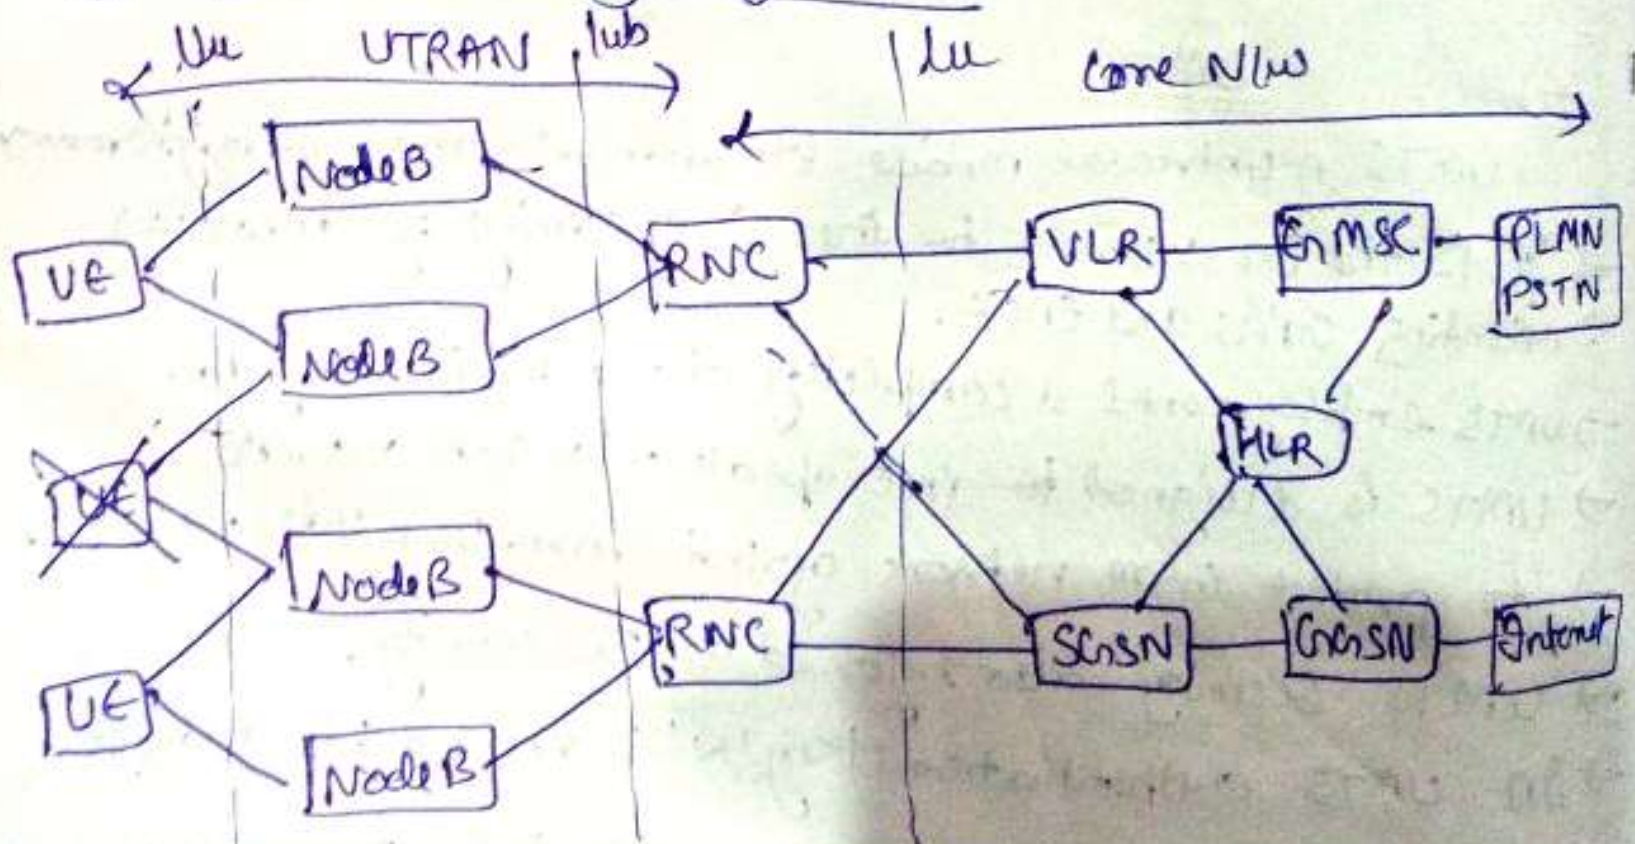 Uu UTRAN Iub Iu Core N/w
NodeB
UE
NodeB
RNC
VLR
GMSC
PLMN
PSTN
HLR
UE
NodeB
RNC
SGSN
GGSN
Internet
UE
NodeB